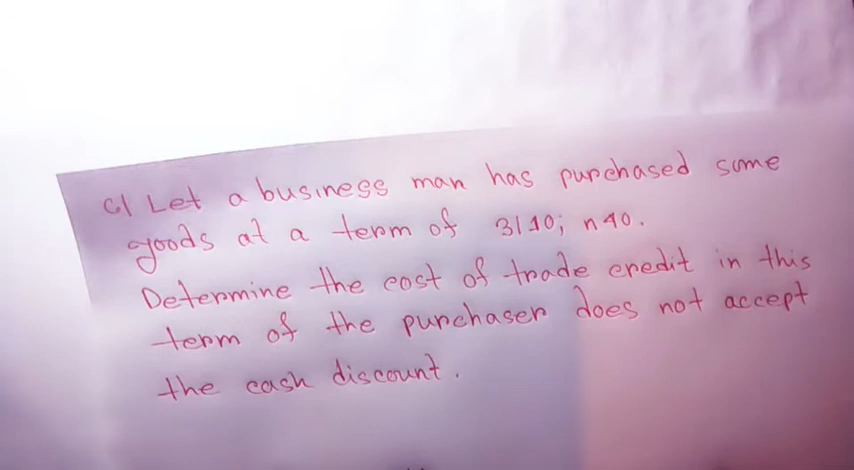 C1 Let a business man has purchased some
goods at a term of 3/10; n40.
Determine the cost of trade credit in this
term of the purchaser does not accept
the cash discount.